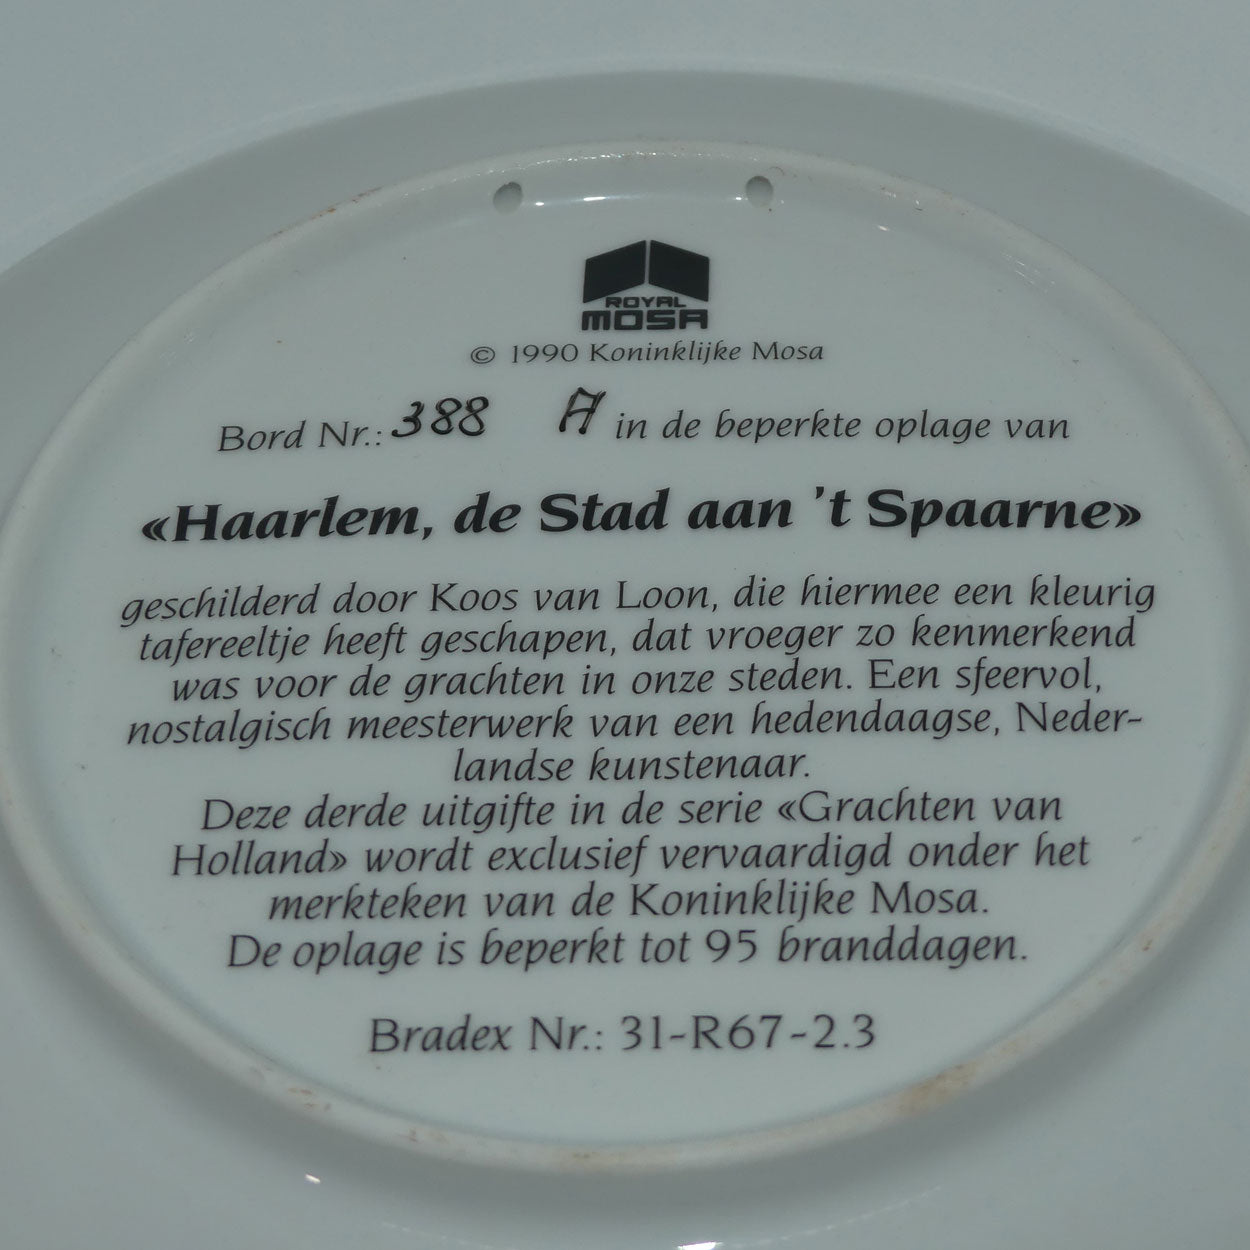 ROYAL
MOSA
© 1990 Koninklijke Mosa
Bord Nr.: 388 A in de beperkte oplage van
«Haarlem, de Stad aan 't Spaarne»
geschilderd door Koos van Loon, die hiermee een kleurig
tafereeltje heeft geschapen, dat vroeger zo kenmerkend
was voor de grachten in onze steden. Een sfeervol,
nostalgisch meesterwerk van een hedendaagse, Neder-
landse kunstenaar.
Deze derde uitgifte in de serie «Grachten van
Holland» wordt exclusief vervaardigd onder het
merkteken van de Koninklijke Mosa.
De oplage is beperkt tot 95 branddagen.
Bradex Nr.: 31-R67-2.3